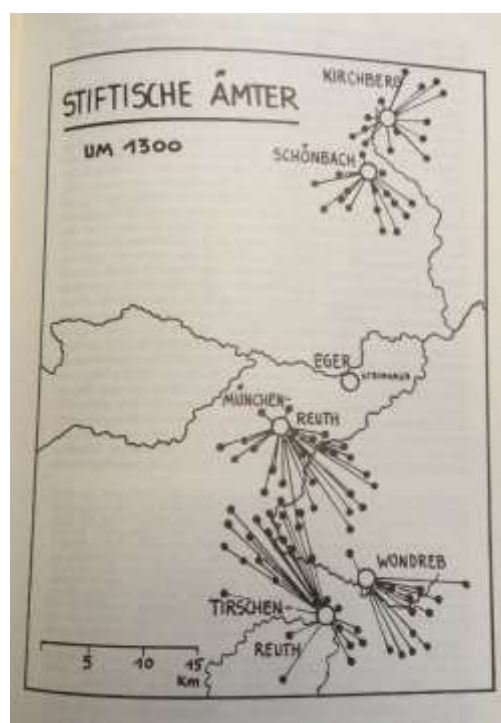 STIFTISCHE ÄMTER
UM 1300
KIRCHBERG
SCHÖNBACH
EGER
MÜNCHEN-
REUTH
WONDREB
TIRSCHEN-
REUTH
5 10 15
Km